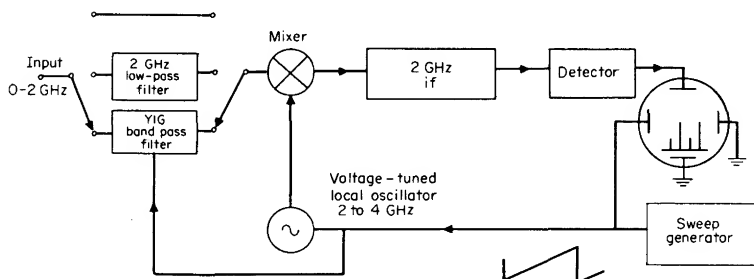 Input
0-2 GHz
2 GHz
low-pass
filter
YIG
band pass
filter
Mixer
2 GHz
if
Detector
Voltage-tuned
local oscillator
2 to 4 GHz
Sweep
generator